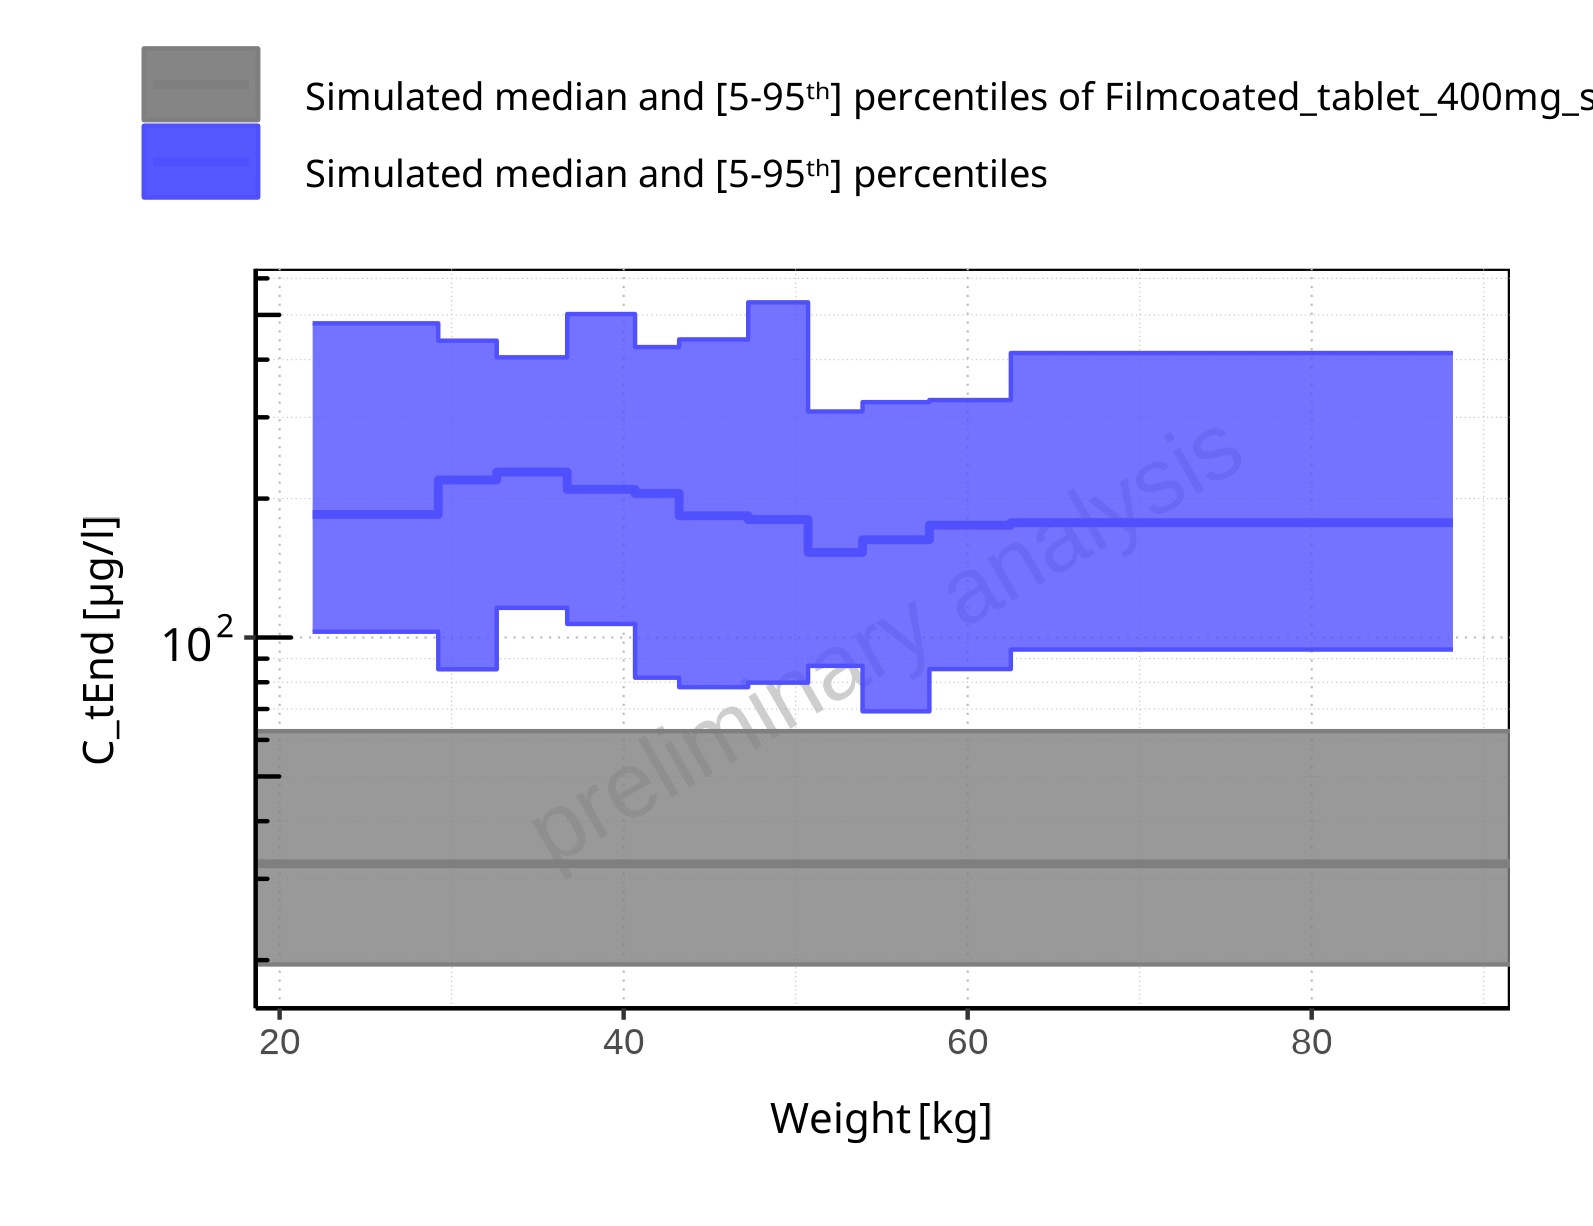 Simulated median and [5-95th] percentiles of Filmcoated_tablet_400mg_s
Simulated median and [5-95th] percentiles
C_tEnd [µg/l]
10²
preliminary analysis
20 40 60 80
Weight [kg]